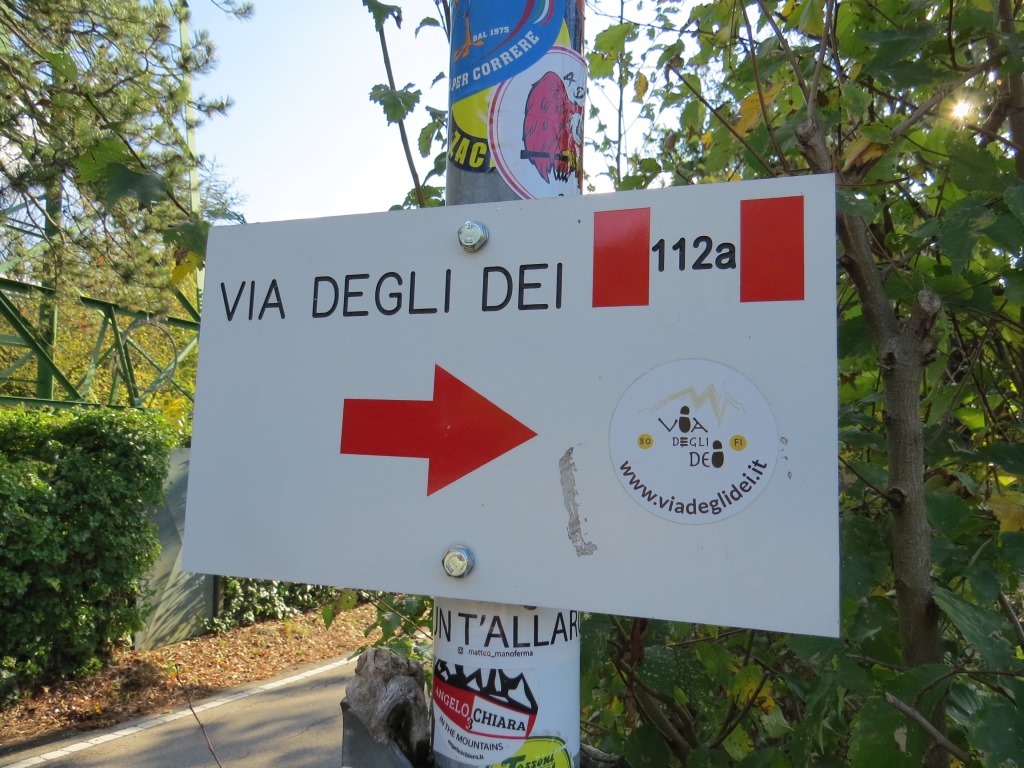 DAL 1975
PER CORRERE
ZAC
VIA DEGLI DEI 112a
VIA
BO DEGLI FI
DEI
www.viadeglidei.it
UN T'ALLAR
matteo_manoferma
ANGELO &
CHIARA
IN THE MOUNTAINS